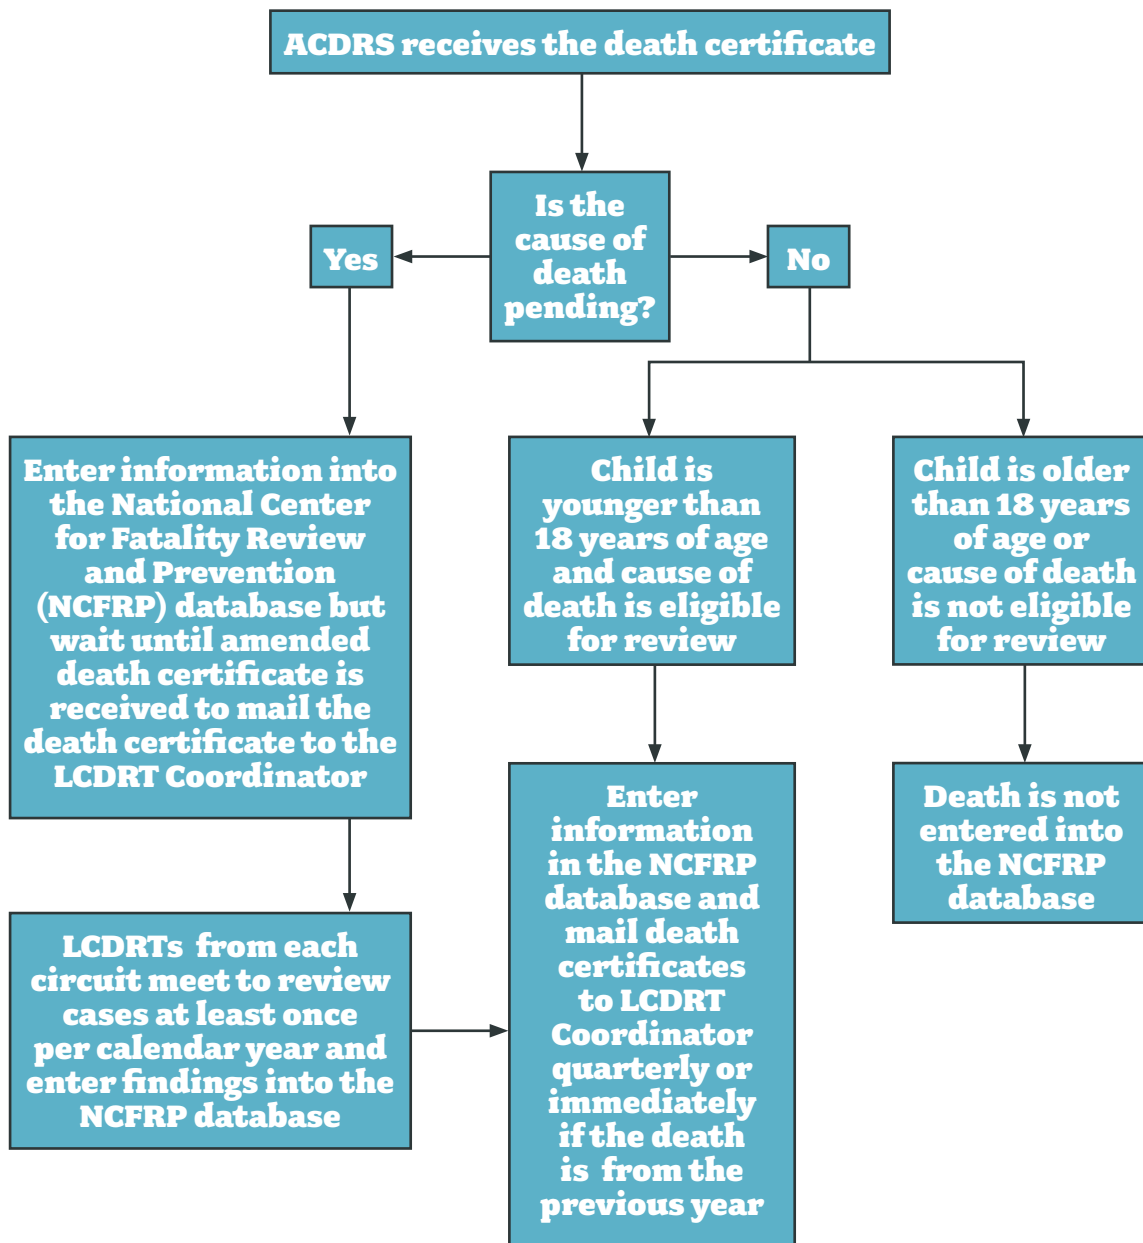 ACDRS receives the death certificate
Is the
cause of
death
pending?
Yes
No
Enter information into
the National Center
for Fatality Review
and Prevention
(NCFRP) database but
wait until amended
death certificate is
received to mail the
death certificate to the
LCDRT Coordinator
Child is
younger than
18 years of age
and cause of
death is eligible
for review
Child is older
than 18 years
of age or
cause of death
is not eligible
for review
LCDRTs from each
circuit meet to review
cases at least once
per calendar year and
enter findings into the
NCFRP database
Enter
information
in the NCFRP
database and
mail death
certificates
to LCDRT
Coordinator
quarterly or
immediately
if the death
is from the
previous year
Death is not
entered into
the NCFRP
database